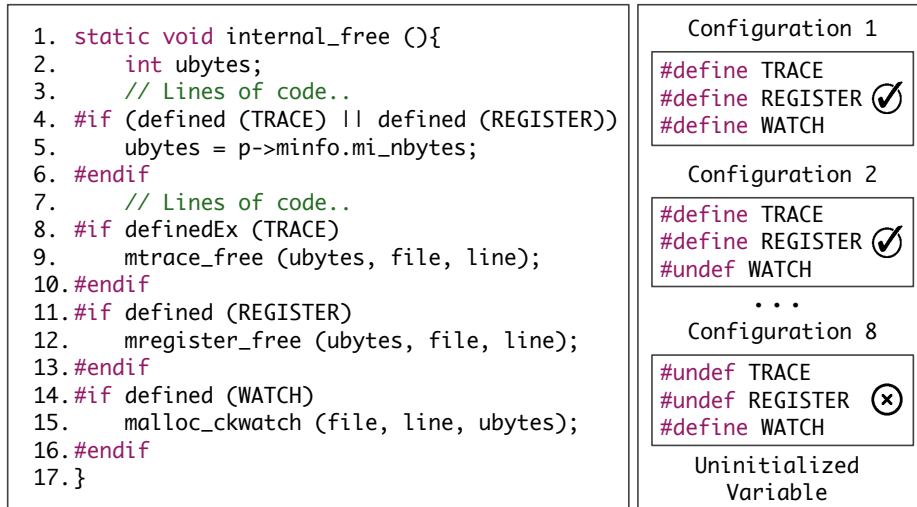 1. static void internal_free (){
2. int ubytes;
3. // Lines of code..
4. #if (defined (TRACE) || defined (REGISTER))
5. ubytes = p->minfo.mi_nbytes;
6. #endif
7. // Lines of code..
8. #if definedEx (TRACE)
9. mtrace_free (ubytes, file, line);
10. #endif
11. #if defined (REGISTER)
12. mregister_free (ubytes, file, line);
13. #endif
14. #if defined (WATCH)
15. malloc_ckwatch (file, line, ubytes);
16. #endif
17. }
Configuration 1
#define TRACE
#define REGISTER
#define WATCH
Configuration 2
#define TRACE
#define REGISTER
#undef WATCH
...
Configuration 8
#undef TRACE
#undef REGISTER
#define WATCH
Uninitialized
Variable